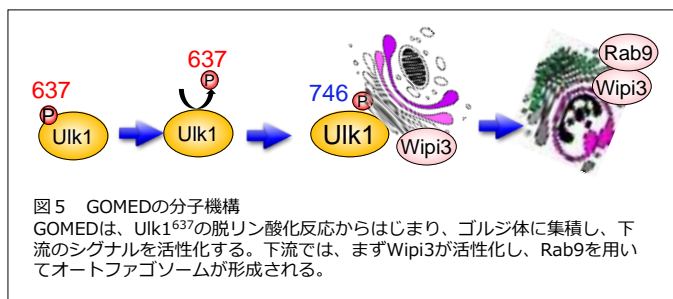 637
P
Ulk1
637
P
Ulk1
746
P
Ulk1
Wipi3
Rab9
Wipi3
図5 GOMEDの分子機構
GOMEDは、Ulk1⁶³⁷の脱リン酸化反応からはじまり、ゴルジ体に集積し、下
流のシグナルを活性化する。下流では、まずWipi3が活性化し、Rab9を用い
てオートファゴソームが形成される。